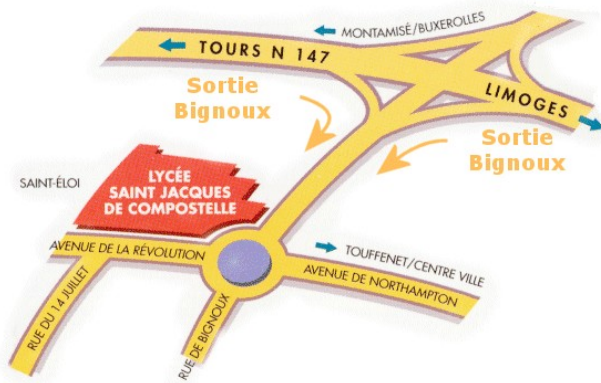 MONTAMISÉ/BUXEROLLES
TOURS N 147
Sortie
Bignoux
LIMOGES
Sortie
Bignoux
SAINT-ÉLOI
LYCÉE
SAINT JACQUES
DE COMPOSTELLE
AVENUE DE LA RÉVOLUTION
TOUFFENET/CENTRE VILLE
AVENUE DE NORTHAMPTON
RUE DU 14 JUILLET
RUE DE BIGNOUX